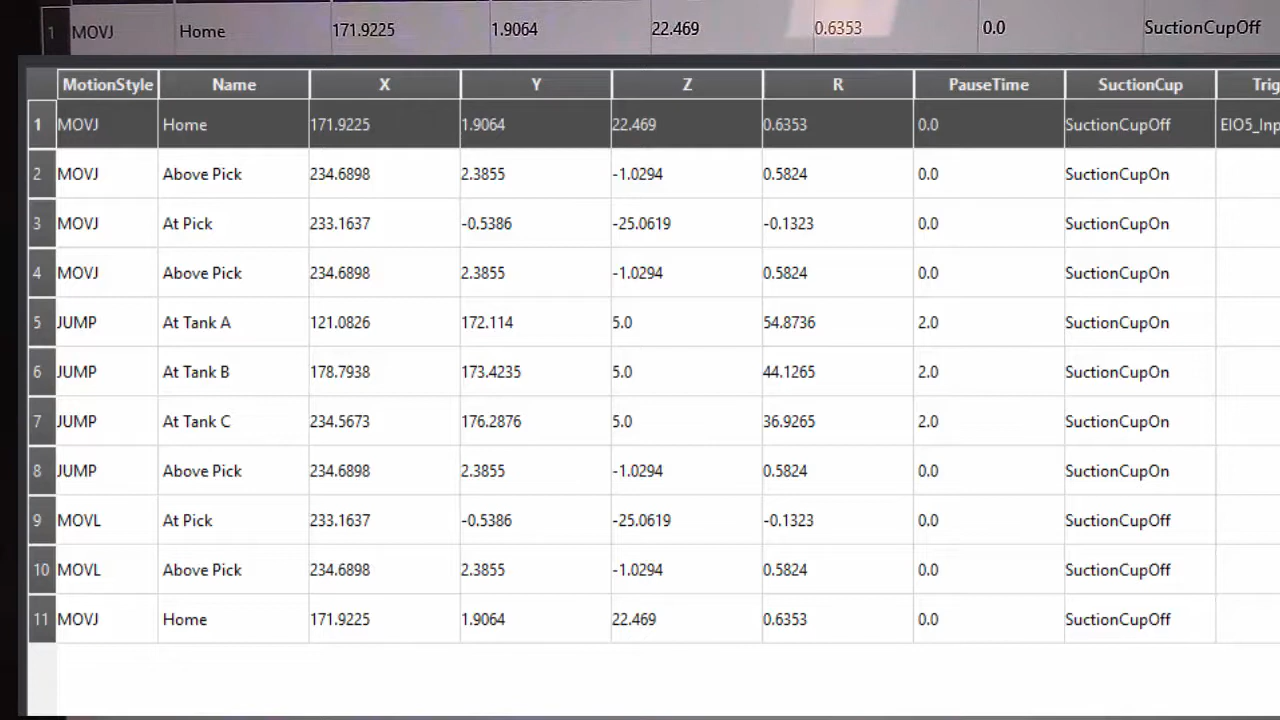 1 MOVJ Home 171.9225 1.9064 22.469 0.6353 0.0 SuctionCupOff
MotionStyle Name X Y Z R PauseTime SuctionCup Trig
1 MOVJ Home 171.9225 1.9064 22.469 0.6353 0.0 SuctionCupOff EIO5_Inp
2 MOVJ Above Pick 234.6898 2.3855 -1.0294 0.5824 0.0 SuctionCupOn
3 MOVJ At Pick 233.1637 -0.5386 -25.0619 -0.1323 0.0 SuctionCupOn
4 MOVJ Above Pick 234.6898 2.3855 -1.0294 0.5824 0.0 SuctionCupOn
5 JUMP At Tank A 121.0826 172.114 5.0 54.8736 2.0 SuctionCupOn
6 JUMP At Tank B 178.7938 173.4235 5.0 44.1265 2.0 SuctionCupOn
7 JUMP At Tank C 234.5673 176.2876 5.0 36.9265 2.0 SuctionCupOn
8 JUMP Above Pick 234.6898 2.3855 -1.0294 0.5824 0.0 SuctionCupOn
9 MOVL At Pick 233.1637 -0.5386 -25.0619 -0.1323 0.0 SuctionCupOff
10 MOVL Above Pick 234.6898 2.3855 -1.0294 0.5824 0.0 SuctionCupOff
11 MOVJ Home 171.9225 1.9064 22.469 0.6353 0.0 SuctionCupOff